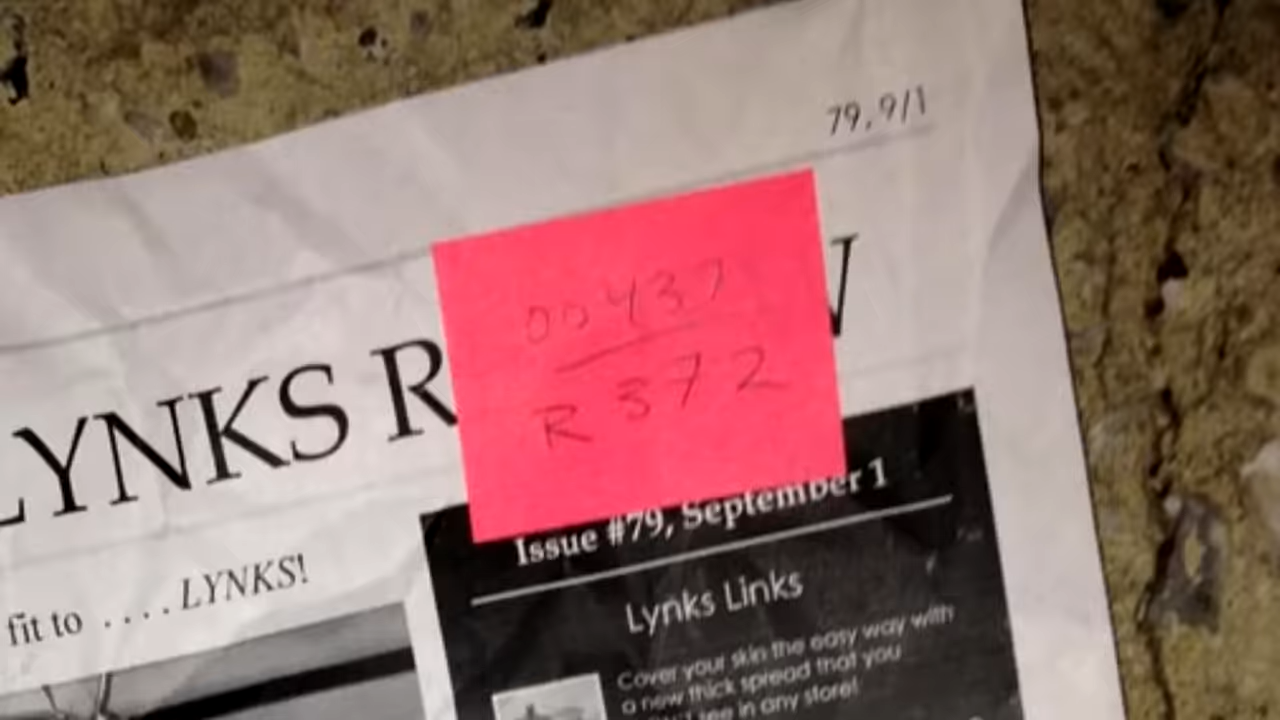 79, 9/1
LYNKS R
00437
R372
Issue #79, September 1
fit to ....LYNKS!
Lynks Links
Cover your skin the easy way with
a new thick spread that you
see in any store!